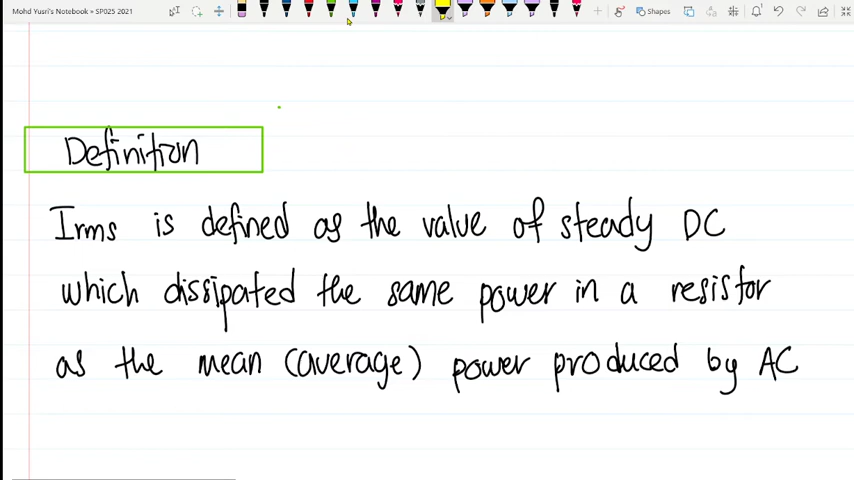 Mohd Yusri's Notebook » SP025 2021
Shapes
Definition
Irms is defined as the value of steady DC
which dissipated the same power in a resistor
as the mean (average) power produced by AC